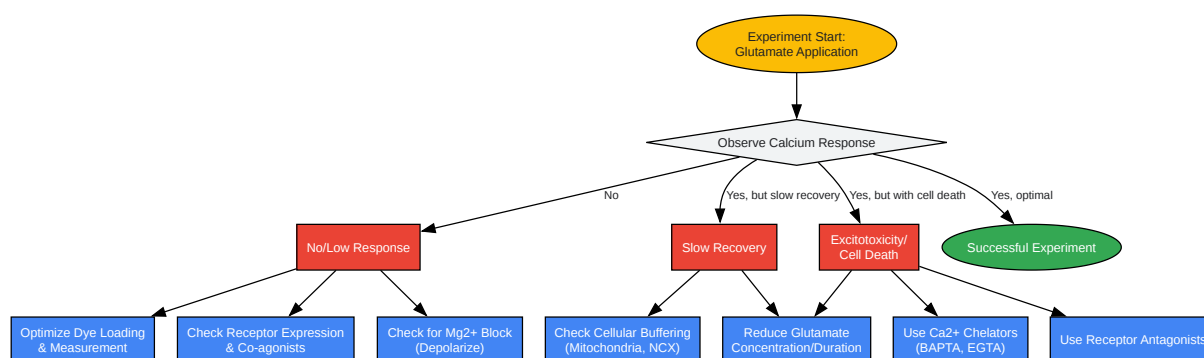 Experiment Start:
Glutamate Application
Observe Calcium Response
No
Yes, but slow recovery
Yes, but with cell death
Yes, optimal
No/Low Response
Slow Recovery
Excitotoxicity/
Cell Death
Successful Experiment
Optimize Dye Loading
& Measurement
Check Receptor Expression
& Co-agonists
Check for Mg2+ Block
(Depolarize)
Check Cellular Buffering
(Mitochondria, NCX)
Reduce Glutamate
Concentration/Duration
Use Ca2+ Chelators
(BAPTA, EGTA)
Use Receptor Antagonists